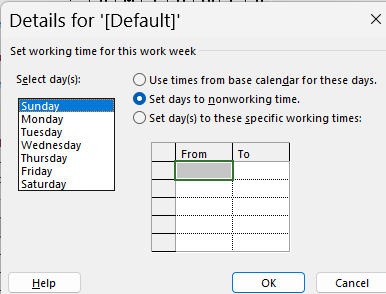 Details for '[Default]'
Set working time for this work week
Select day(s):
Sunday
Monday
Tuesday
Wednesday
Thursday
Friday
Saturday
Use times from base calendar for these days.
Set days to nonworking time.
Set day(s) to these specific working times:
From To
Help OK Cancel